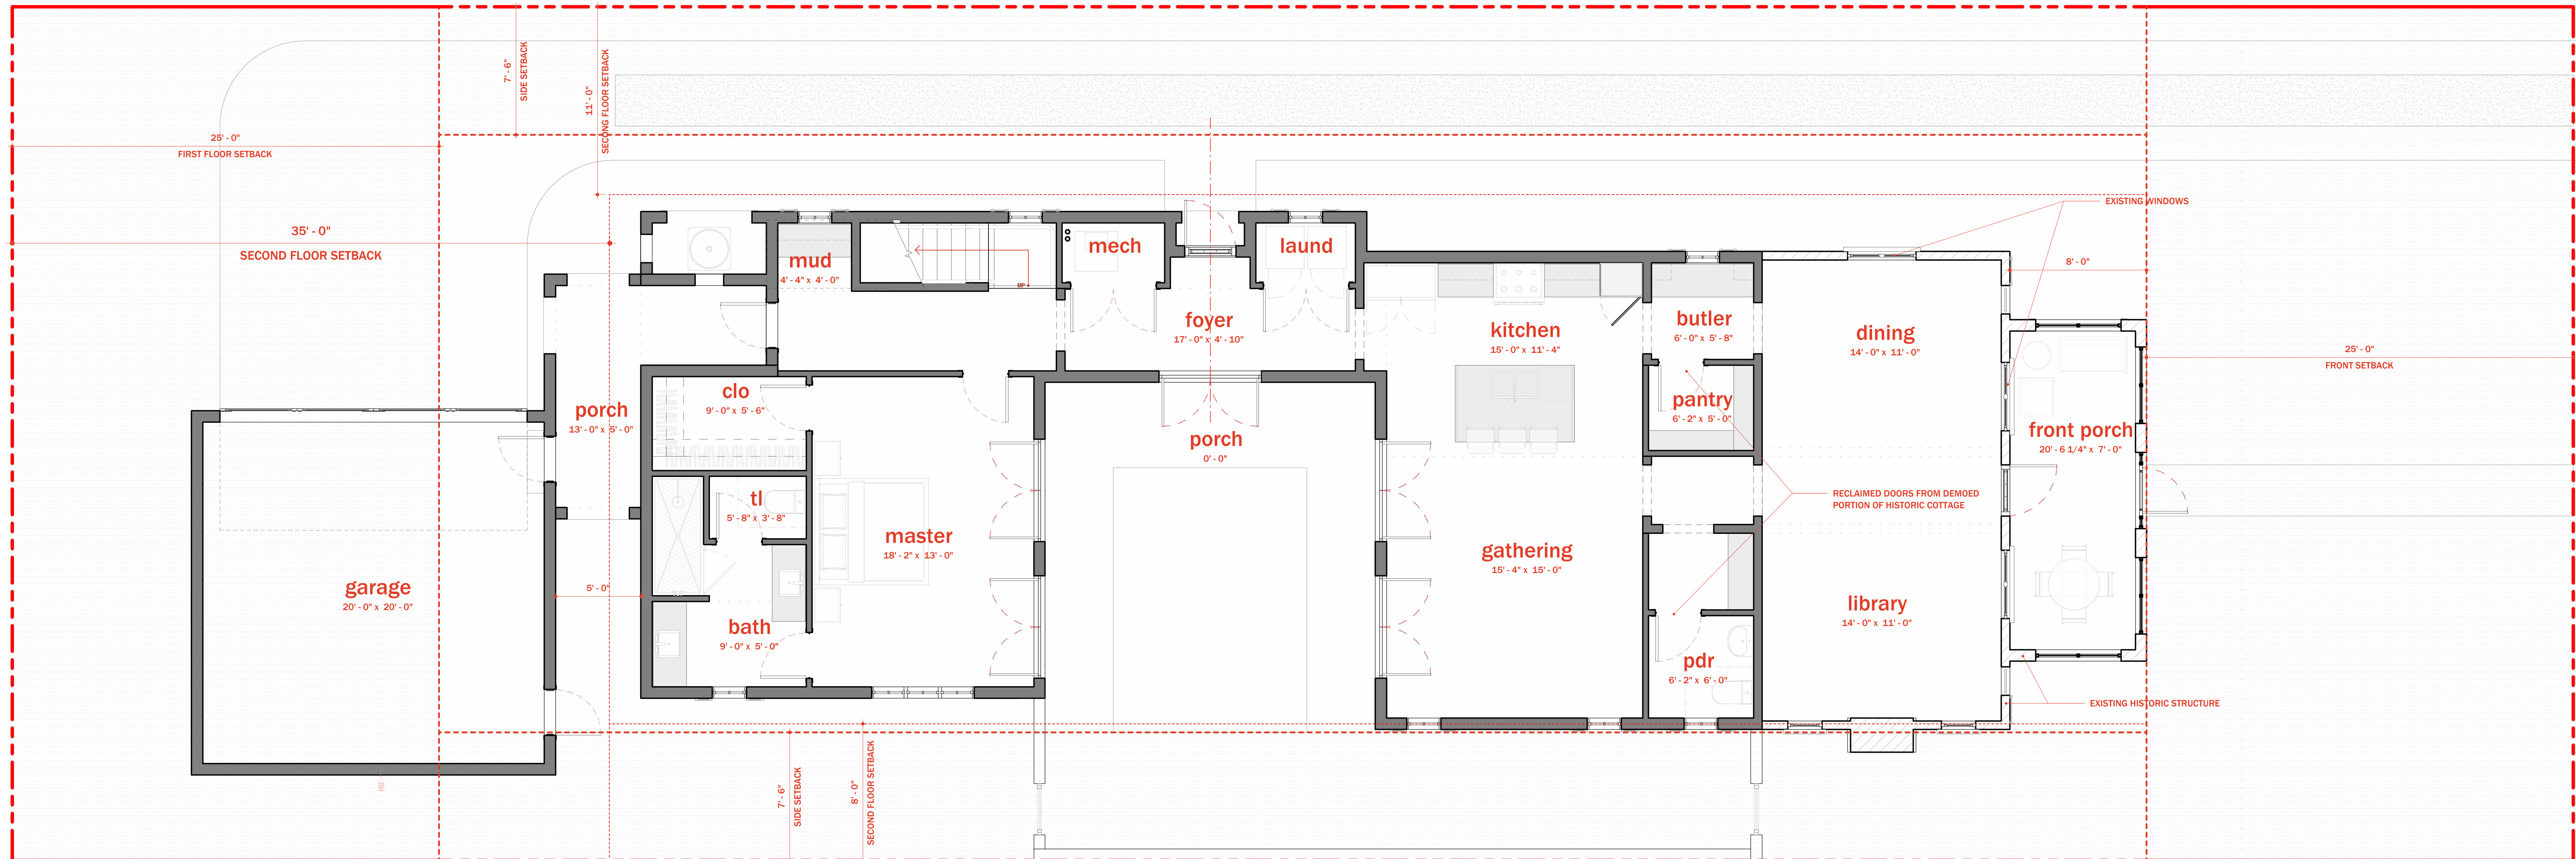 7' - 6"
SIDE SETBACK
11' - 0"
SECONG FLOOR SETBACK
25' - 0"
FIRST FLOOR SETBACK
35' - 0"
SECOND FLOOR SETBACK
EXISTING WINDOWS
8' - 0"
25' - 0"
FRONT SETBACK
mud
4' - 4" x 4' - 0"
UP
mech
laund
foyer
17' - 0" x 4' - 10"
kitchen
15' - 0" x 11' - 4"
butler
6' - 0" x 5' - 8"
dining
14' - 0" x 11' - 0"
clo
9' - 0" x 5' - 6"
porch
13' - 0" x 5' - 0"
porch
0' - 0"
pantry
6' - 2" x 5' - 0"
front porch
20' - 6 1/4" x 7' - 0"
tl
5' - 8" x 3' - 8"
master
18' - 2" x 13' - 0"
RECLAIMED DOORS FROM DEMOED
PORTION OF HISTORIC COTTAGE
gathering
15' - 4" x 15' - 0"
garage
20' - 0" x 20' - 0"
5' - 0"
library
14' - 0" x 11' - 0"
bath
9' - 0" x 5' - 0"
pdr
6' - 2" x 6' - 0"
EXISTING HISTORIC STRUCTURE
7' - 6"
SIDE SETBACK
8' - 0"
SECOND FLOOR SETBACK